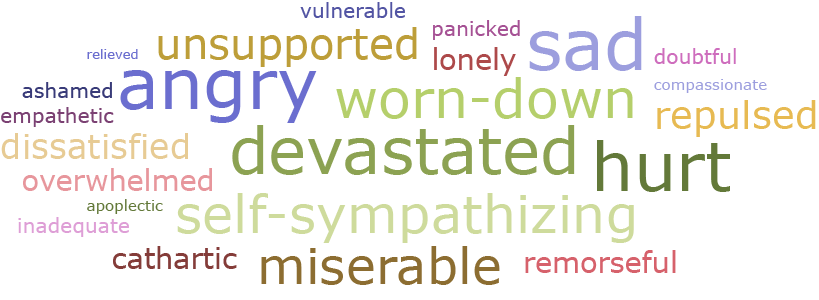 vulnerable
relieved
unsupported
panicked
lonely
sad
doubtful
ashamed
angry
worn-down
compassionate
empathetic
repulsed
dissatisfied
devastated
hurt
overwhelmed
apoplectic
self-sympathizing
inadequate
cathartic
miserable
remorseful